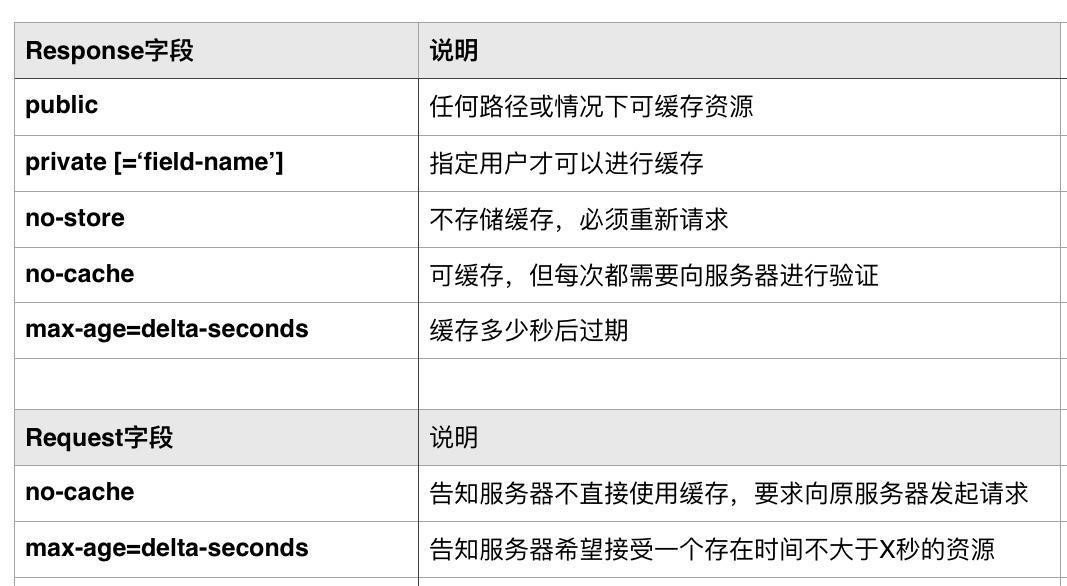 Response字段 说明
public 任何路径或情况下可缓存资源
private [=‘field-name’] 指定用户才可以进行缓存
no-store 不存储缓存，必须重新请求
no-cache 可缓存，但每次都需要向服务器进行验证
max-age=delta-seconds 缓存多少秒后过期
Request字段 说明
no-cache 告知服务器不直接使用缓存，要求向原服务器发起请求
max-age=delta-seconds 告知服务器希望接受一个存在时间不大于X秒的资源